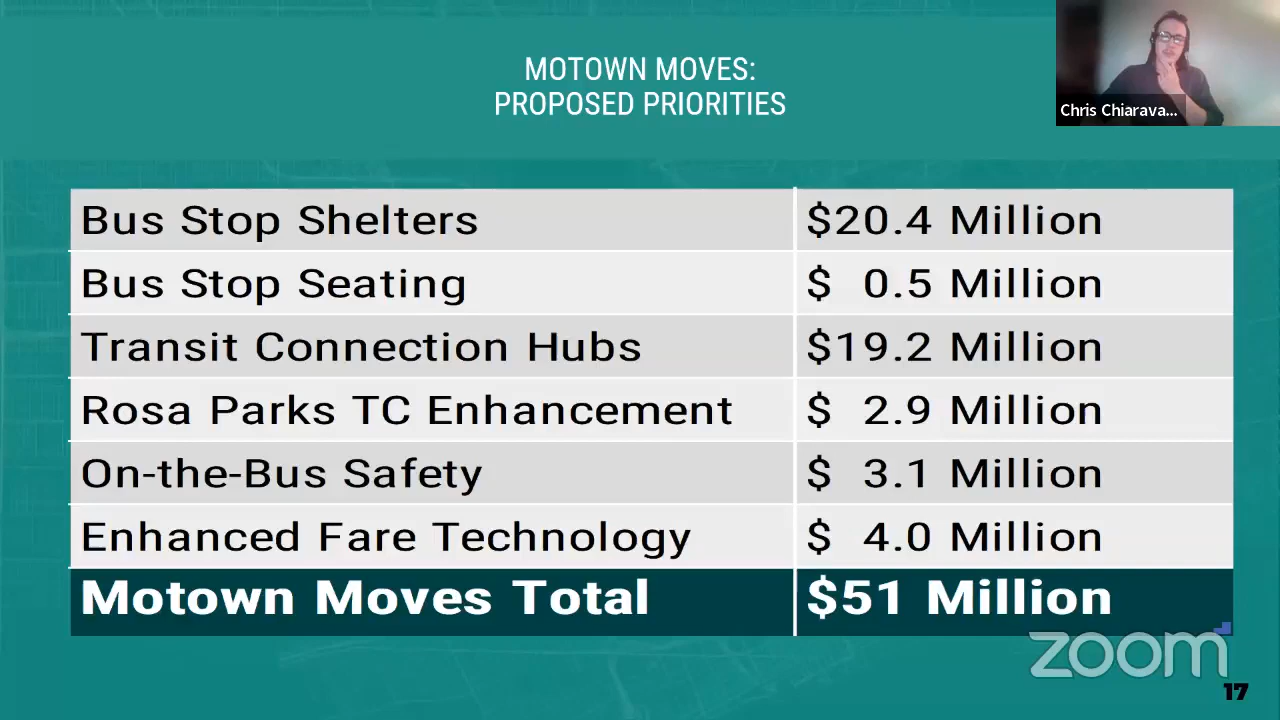 MOTOWN MOVES:
PROPOSED PRIORITIES
Chris Chiarava...
Bus Stop Shelters $20.4 Million
Bus Stop Seating $ 0.5 Million
Transit Connection Hubs $19.2 Million
Rosa Parks TC Enhancement $ 2.9 Million
On-the-Bus Safety $ 3.1 Million
Enhanced Fare Technology $ 4.0 Million
Motown Moves Total $51 Million
zoom
17